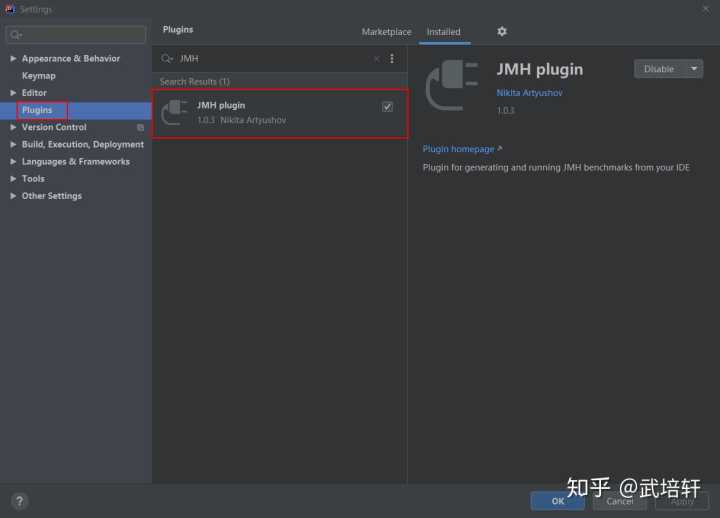 Settings
Appearance & Behavior
Keymap
Editor
Plugins
Version Control
Build, Execution, Deployment
Languages & Frameworks
Tools
Other Settings
Plugins
Marketplace
Installed
JMH
Search Results (1)
JMH plugin
1.0.3 Nikita Artyushov
JMH plugin
Disable
Nikita Artyushov
1.0.3
Plugin homepage
Plugin for generating and running JMH benchmarks from your IDE
?
OK
Cancel
Apply
知乎 @武培轩